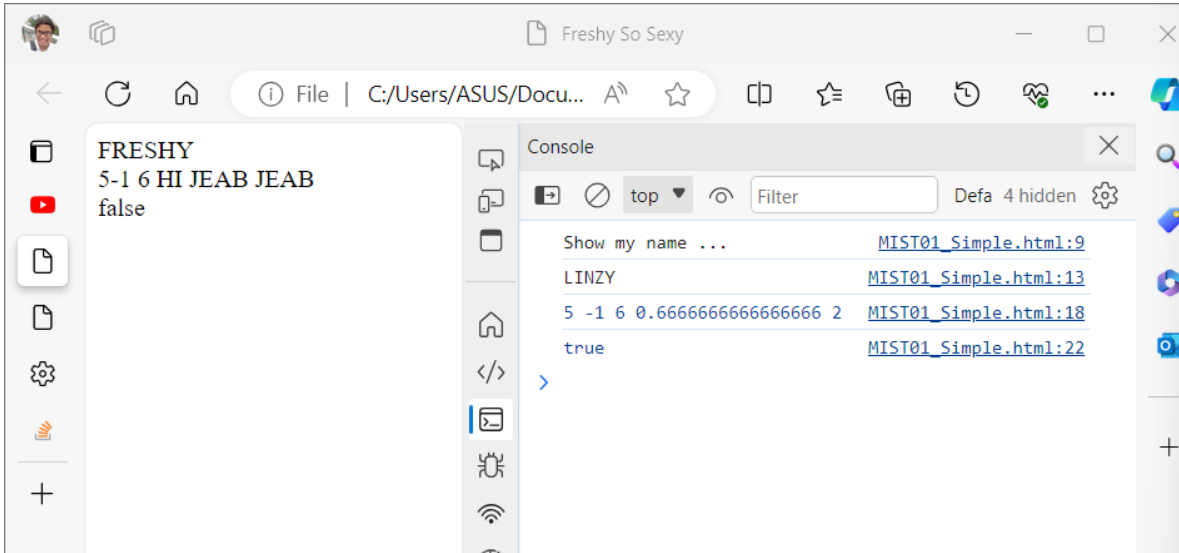 Freshy So Sexy
File | C:/Users/ASUS/Docu... A
FRESHY
5-1 6 HI JEAB JEAB
false
Console
top Filter Defa 4 hidden
Show my name ... MIST01_Simple.html:9
LINZY MIST01_Simple.html:13
5 -1 6 0.6666666666666666 2 MIST01_Simple.html:18
true MIST01_Simple.html:22